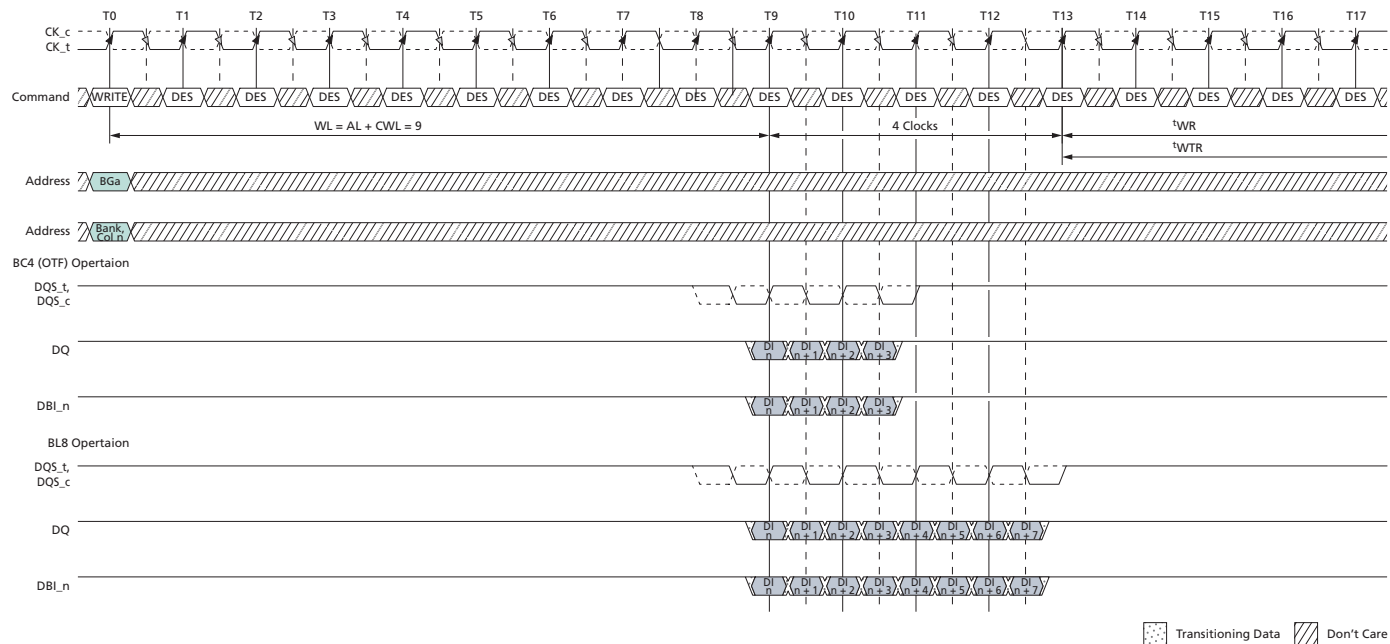 T0 T1 T2 T3 T4 T5 T6 T7 T8 T9 T10 T11 T12 T13 T14 T15 T16 T17
CK_c
CK_t
Command WRITE DES DES DES DES DES DES DES DES DES DES DES DES DES DES DES DES DES
WL = AL + CWL = 9 4 Clocks tWR
tWTR
Address BGa
Address Bank, Col n
BC4 (OTF) Opertaion
DQS_t,
DQS_c
DQ DI n DI n + 1 DI n + 2 DI n + 3
DBI_n DI n DI n + 1 DI n + 2 DI n + 3
BL8 Opertaion
DQS_t,
DQS_c
DQ DI n DI n + 1 DI n + 2 DI n + 3 DI n + 4 DI n + 5 DI n + 6 DI n + 7
DBI_n DI n DI n + 1 DI n + 2 DI n + 3 DI n + 4 DI n + 5 DI n + 6 DI n + 7
Transitioning Data Don't Care